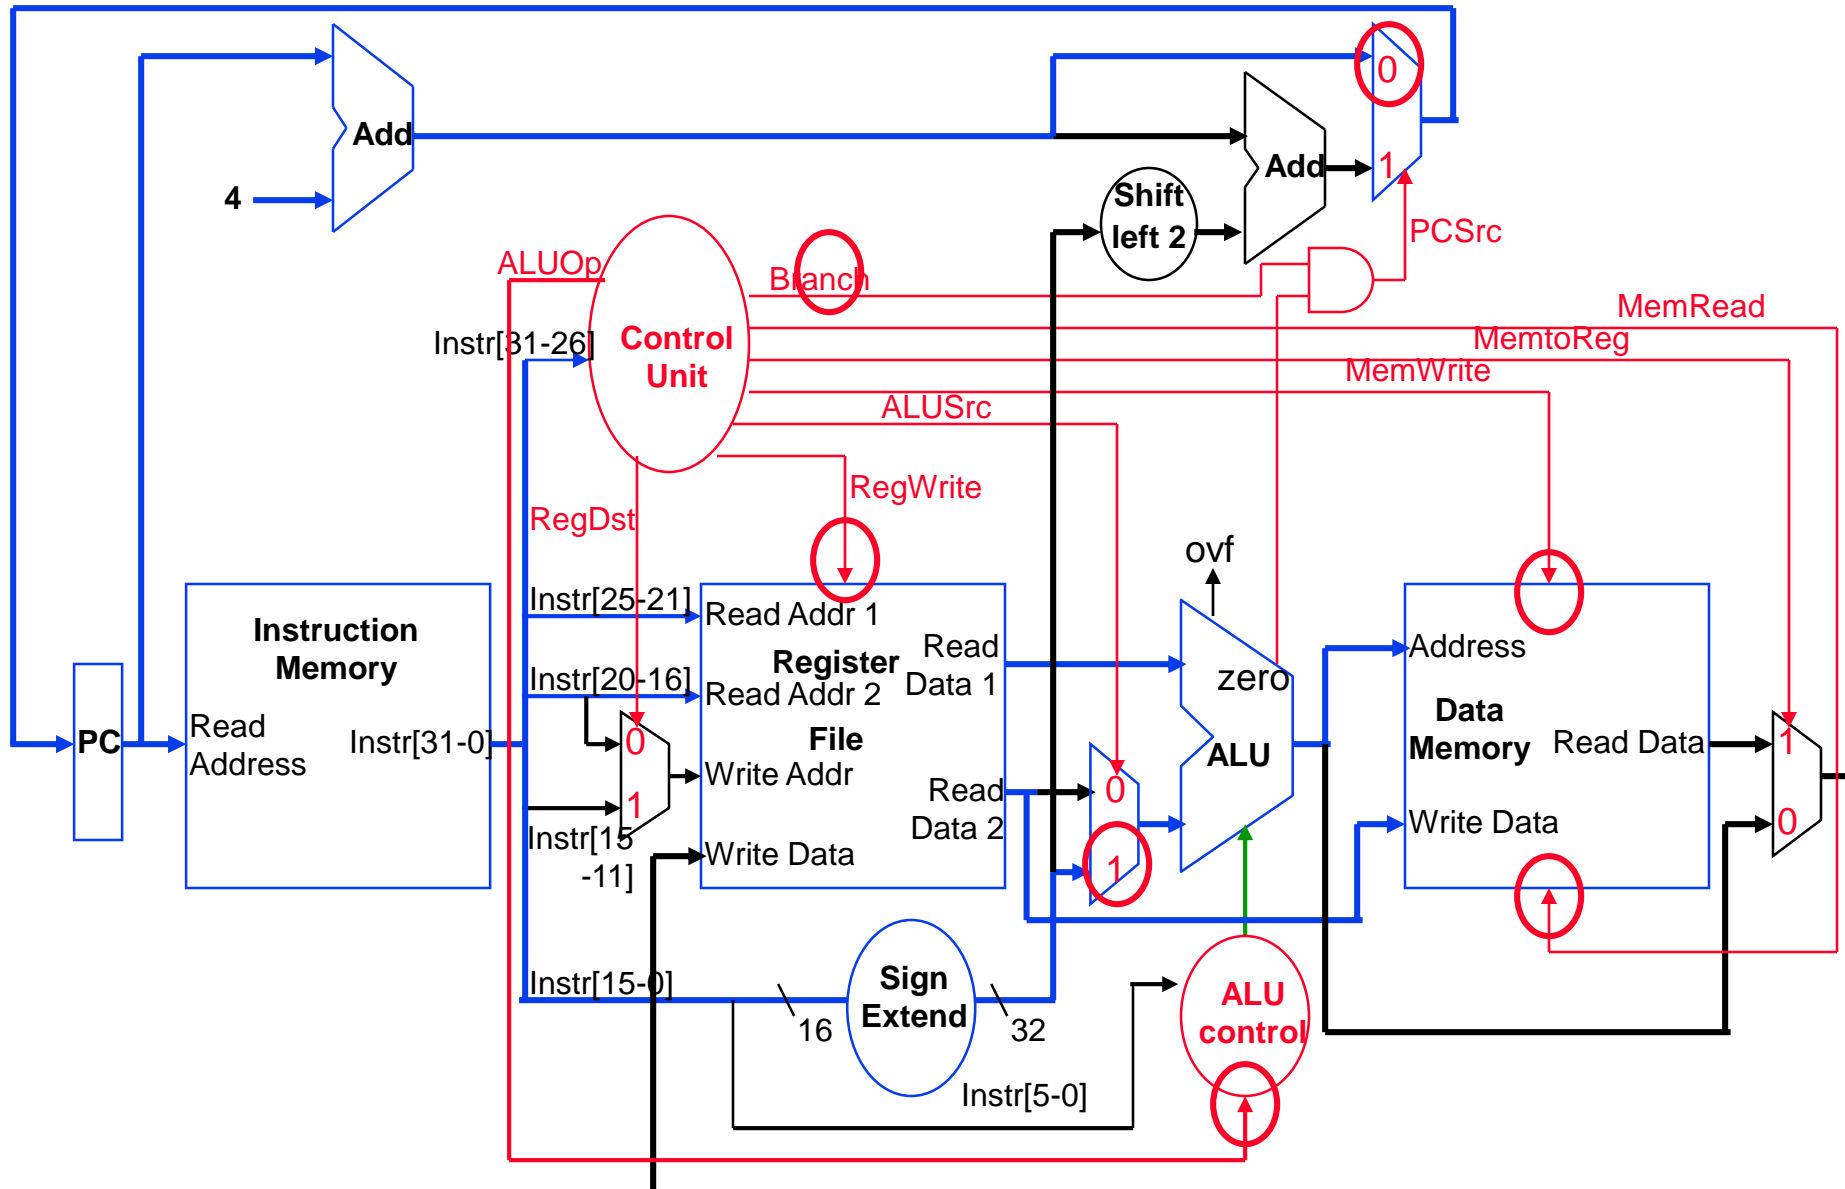 0
Add
Add
1
4
Shift
left 2
PCSrc
ALUOp
Branch
MemRead
Instr[31-26]
Control
Unit
MemtoReg
MemWrite
ALUSrc
RegWrite
RegDst
ovf
Instruction
Memory
Instr[25-21]
Read Addr 1
Register
Read
Data 1
Instr[20-16]
Read Addr 2
zero
Address
PC
Read
Address
Instr[31-0]
0
File
Write Addr
ALU
Data
Memory
Read Data
1
1
Instr[15
-11]
Write Data
Read
Data 2
0
1
Write Data
0
Instr[15-0]
16
Sign
Extend
32
ALU
control
Instr[5-0]